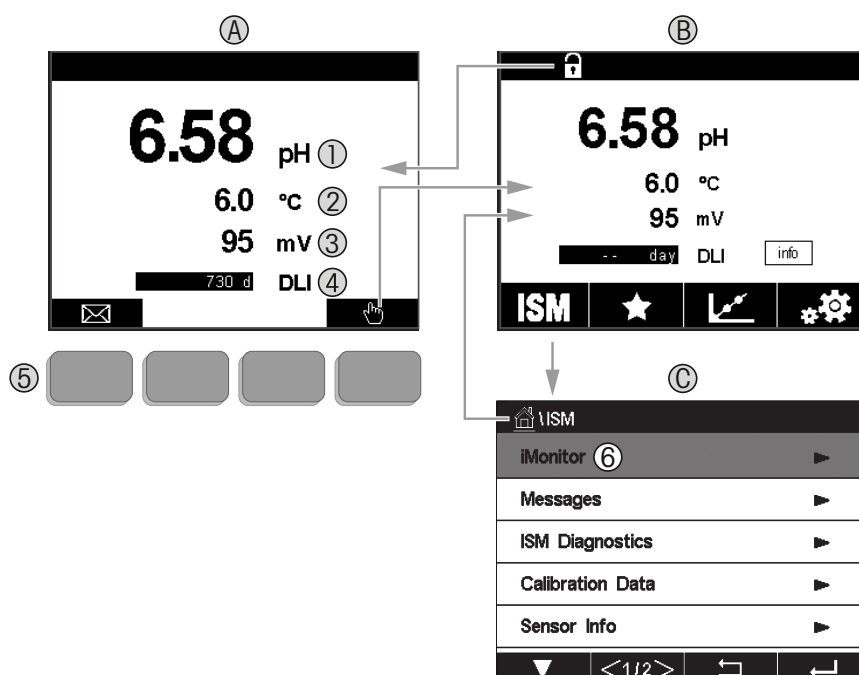 A
6.58 pH 1
6.0 °C 2
95 mV 3
730 d DLI 4
5
B
6.58 pH
6.0 °C
95 mV
-- day DLI info
ISM
C
\ISM
iMonitor 6
Messages
ISM Diagnostics
Calibration Data
Sensor Info
<1/2>